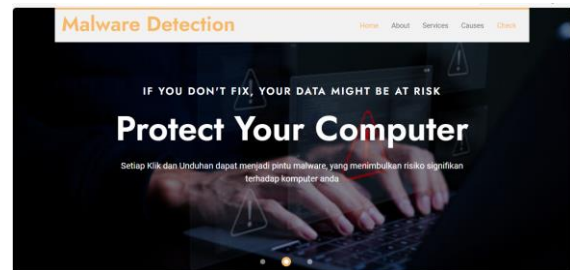 Malware Detection
Home About Services Causes Check
IF YOU DON'T FIX, YOUR DATA MIGHT BE AT RISK
Protect Your Computer
Setiap Klik dan Unduhan dapat menjadi pintu malware, yang menimbulkan risiko signifikan
terhadap komputer anda